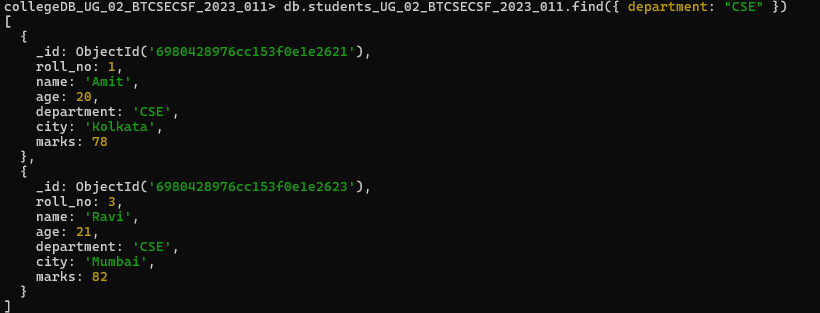 collegeDB_UG_02_BTCSECSF_2023_011> db.students_UG_02_BTCSECSF_2023_011.find({ department: "CSE" })
[
  {
    _id: ObjectId('6980428976cc153f0e1e2621'),
    roll_no: 1,
    name: 'Amit',
    age: 20,
    department: 'CSE',
    city: 'Kolkata',
    marks: 78
  },
  {
    _id: ObjectId('6980428976cc153f0e1e2623'),
    roll_no: 3,
    name: 'Ravi',
    age: 21,
    department: 'CSE',
    city: 'Mumbai',
    marks: 82
  }
]